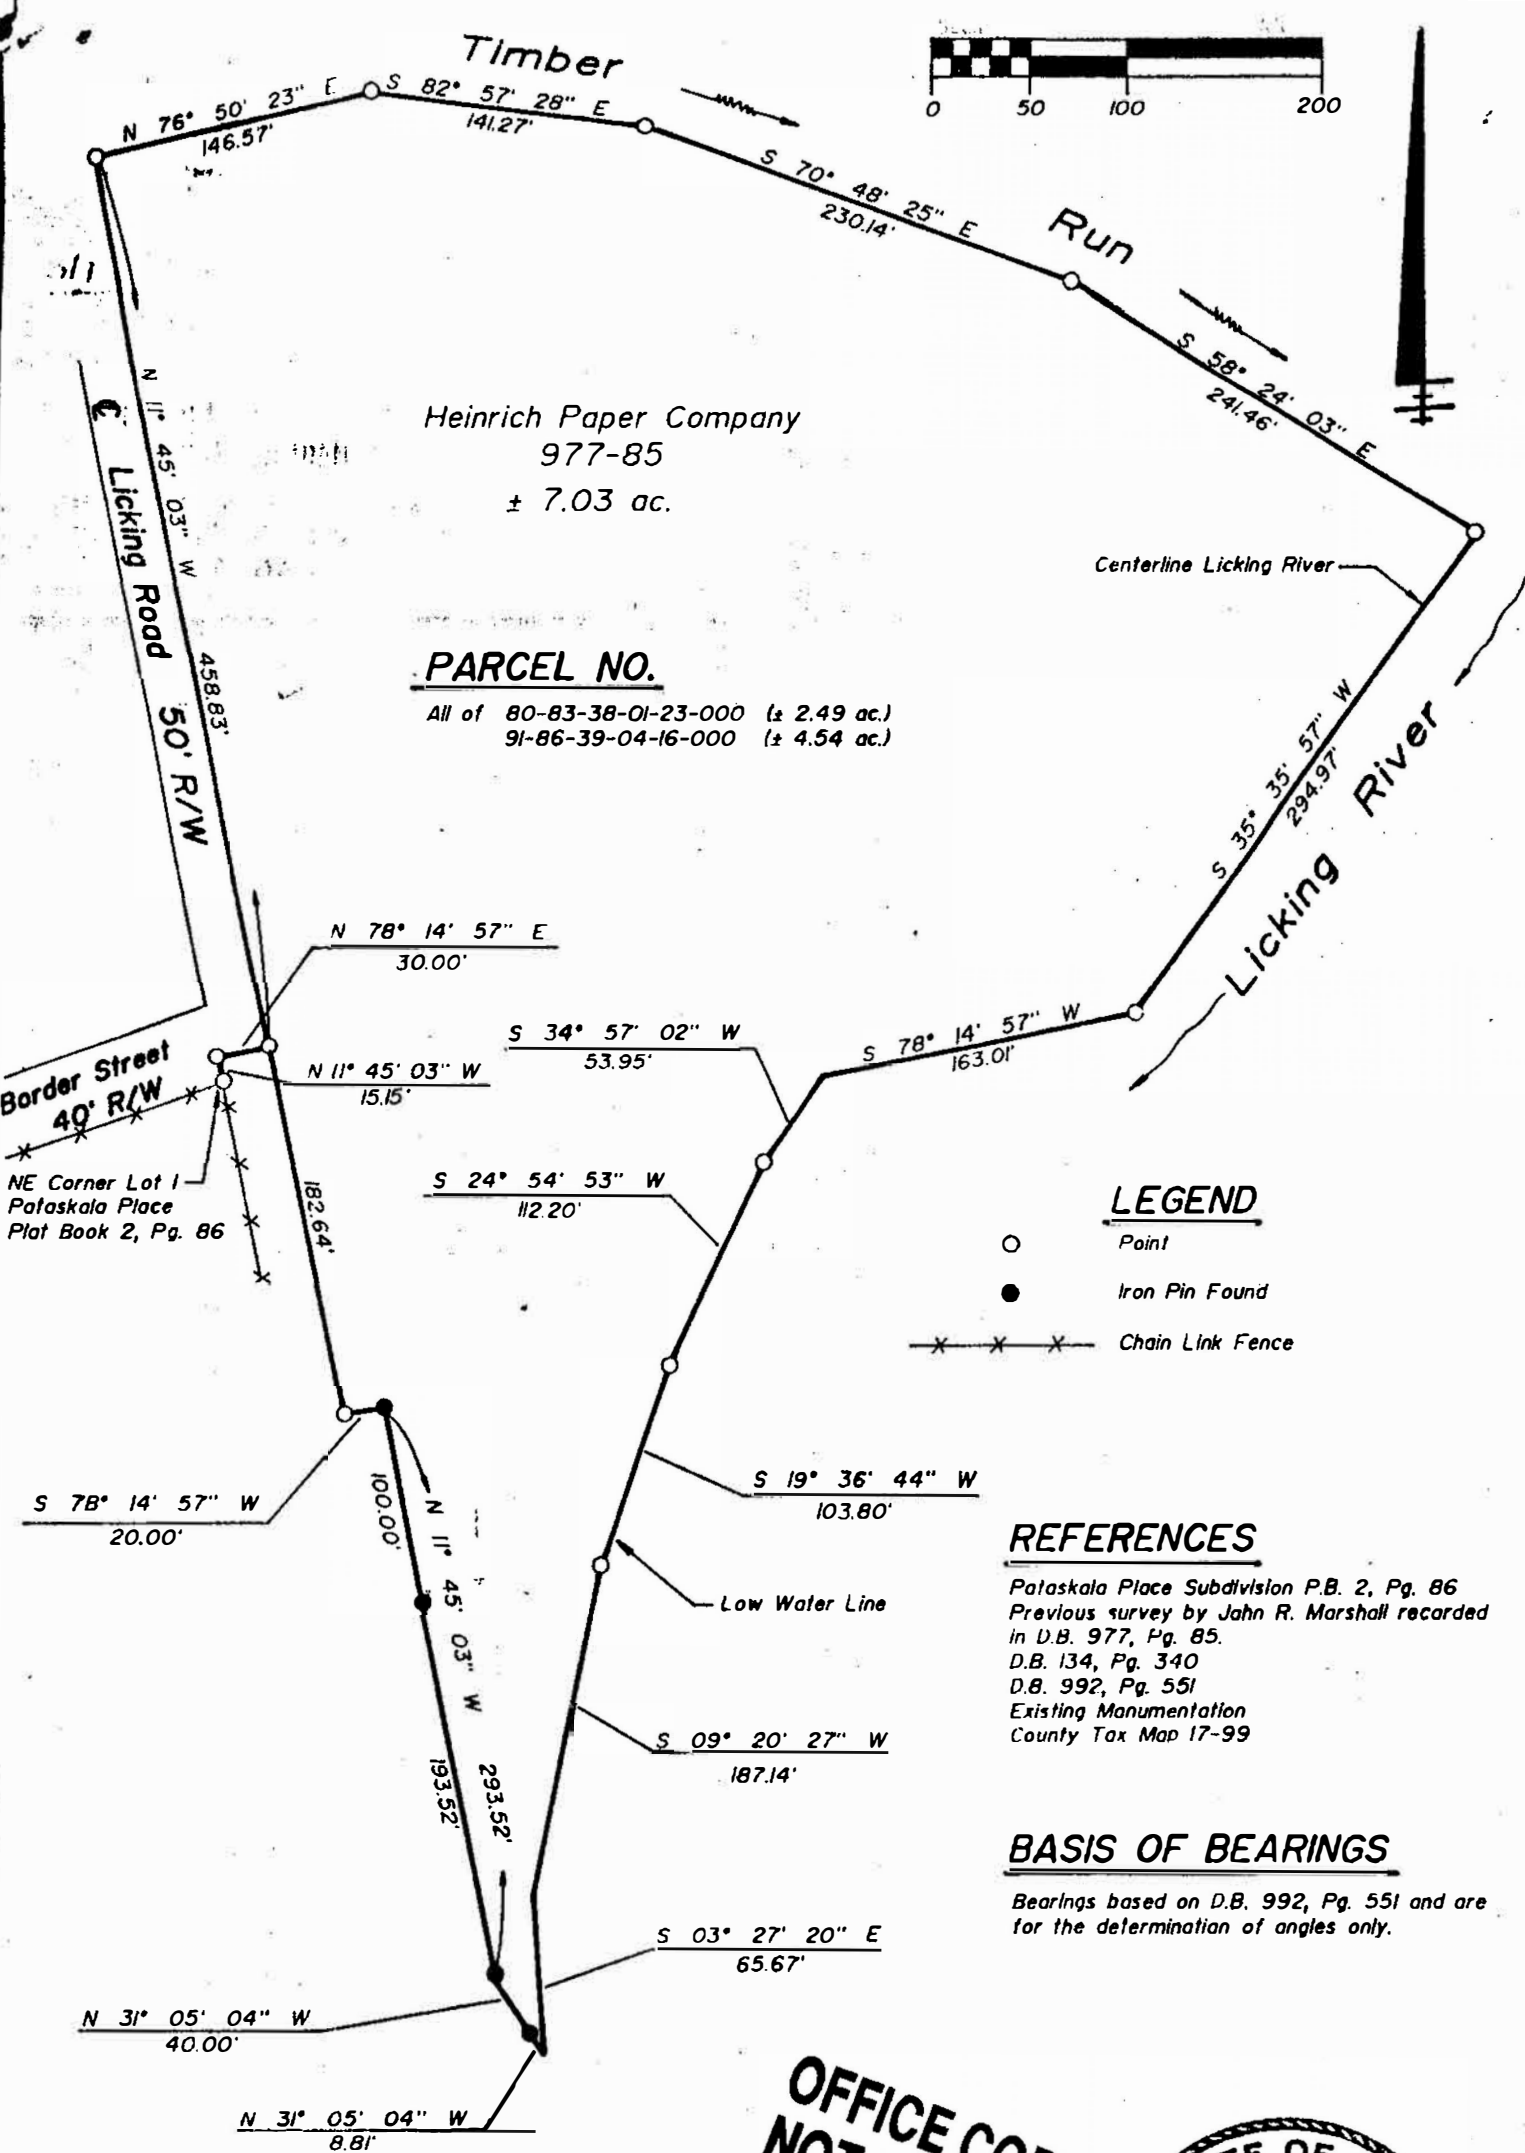 Timber
0 50 100 200
N 76° 50' 23" E
146.57'
S 82° 57' 28" E
141.27'
S 70° 48' 25" E
230.14'
Run
S 58° 24' 03" E
241.46'
N 11° 45' 03" W
458.83'
℄ Licking Road 50' R/W
Heinrich Paper Company
977-85
± 7.03 ac.
Centerline Licking River
PARCEL NO.
All of 80-83-38-01-23-000 (± 2.49 ac.)
91-86-39-04-16-000 (± 4.54 ac.)
S 35° 35' 57" W
294.97'
Licking River
N 78° 14' 57" E
30.00'
S 34° 57' 02" W
53.95'
S 78° 14' 57" W
163.01'
Border Street
40' R/W
N 11° 45' 03" W
15.15'
NE Corner Lot 1
Pataskala Place
Plat Book 2, Pg. 86
182.64'
S 24° 54' 53" W
112.20'
LEGEND
Point
Iron Pin Found
Chain Link Fence
S 78° 14' 57" W
20.00'
100.00'
N 11° 45' 03" W
S 19° 36' 44" W
103.80'
Low Water Line
REFERENCES
Pataskala Place Subdivision P.B. 2, Pg. 86
Previous survey by John R. Marshall recorded
in D.B. 977, Pg. 85.
D.B. 134, Pg. 340
D.B. 992, Pg. 551
Existing Monumentation
County Tax Map 17-99
S 09° 20' 27" W
187.14'
193.52'
293.52'
BASIS OF BEARINGS
Bearings based on D.B. 992, Pg. 551 and are
for the determination of angles only.
S 03° 27' 20" E
65.67'
N 31° 05' 04" W
40.00'
N 31° 05' 04" W
8.81'
OFFICE
NOT
OF